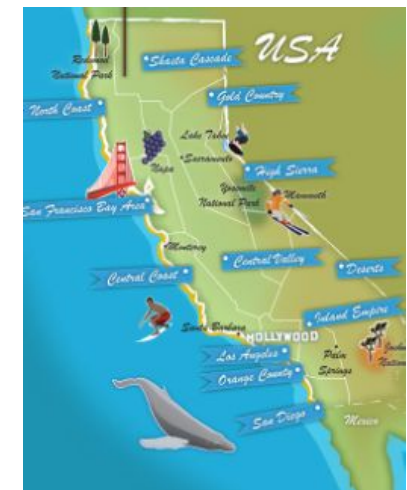 USA
Redwood
National Park
Shasta Cascade
Gold Country
North Coast
Lake Tahoe
Sacramento
Napa
High Sierra
Yosemite
National Park
Mammoth
San Francisco Bay Area
Monterey
Central Valley
Deserts
Central Coast
Inland Empire
Santa Barbara
HOLLYWOOD
Los Angeles
Palm
Springs
Orange County
San Diego
Mexico